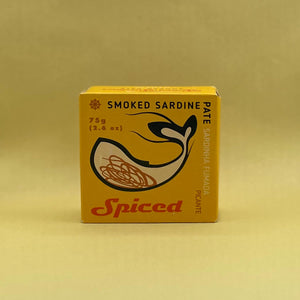 SMOKED SARDINE
PATE
SARDINHA FUMADA
PICANTE
75g
(2.6 oz)
Spiced